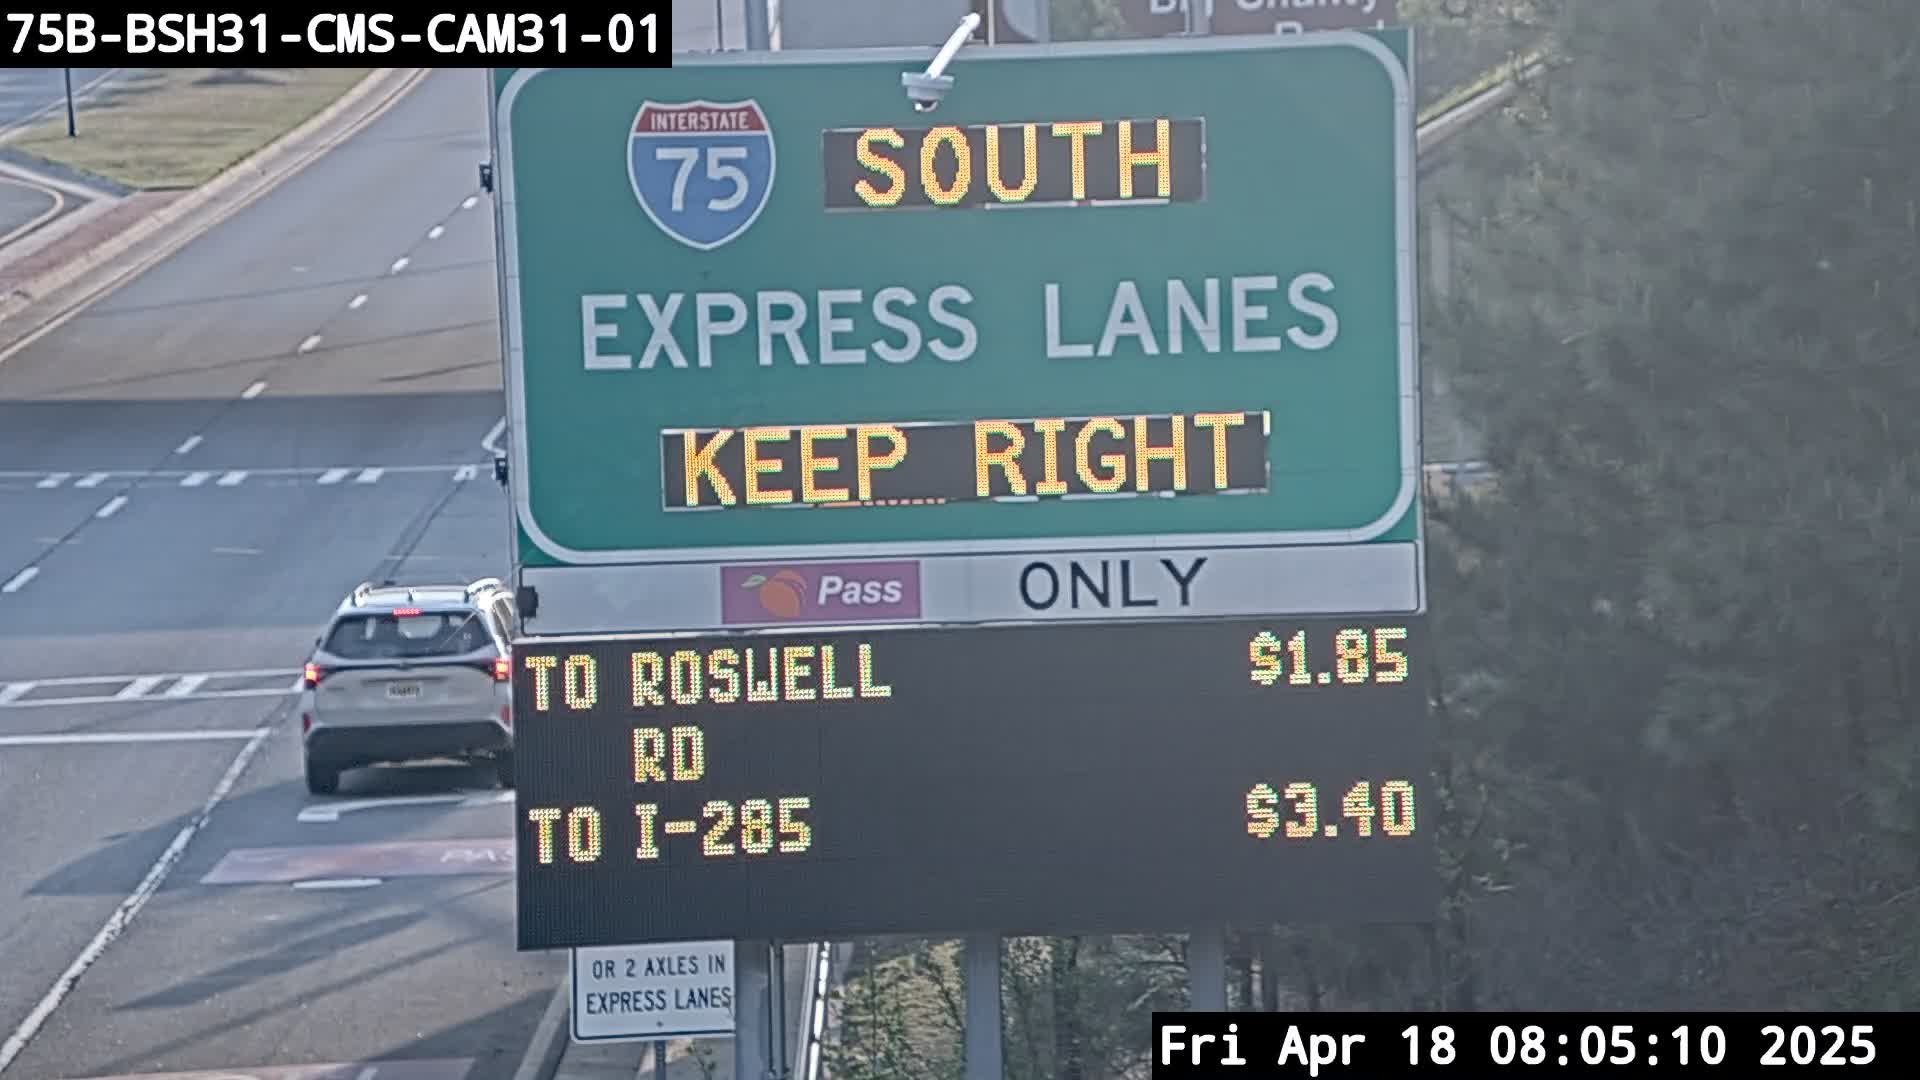 75B-BSH31-CMS-CAM31-01
INTERSTATE
75
SOUTH
EXPRESS LANES
KEEP RIGHT
Pass ONLY
TO ROSWELL $1.85
RD
TO I-285 $3.40
OR 2 AXLES IN
EXPRESS LANES
Fri Apr 18 08:05:10 2025